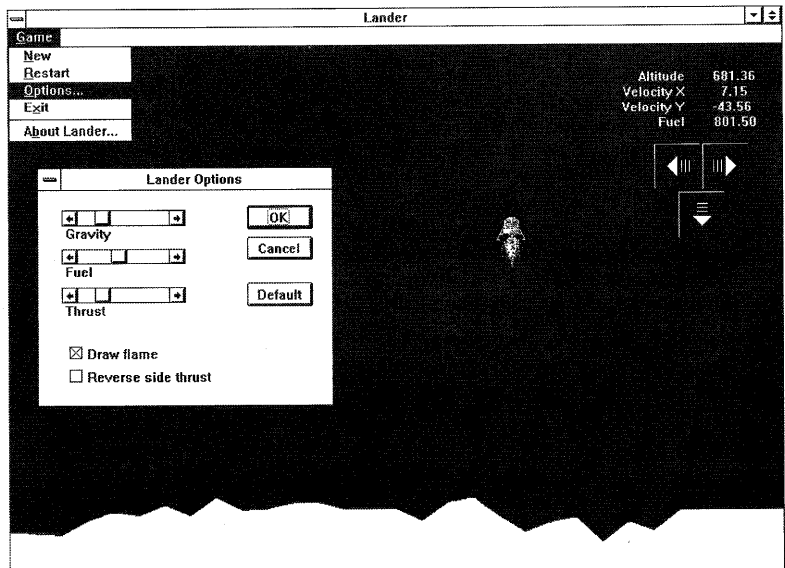 Lander
Game
New
Restart
Options...
Exit
About Lander...
Altitude 681.36
Velocity X 7.15
Velocity Y -43.56
Fuel 801.50
Lander Options
Gravity
Fuel
Thrust
OK
Cancel
Default
Draw flame
Reverse side thrust